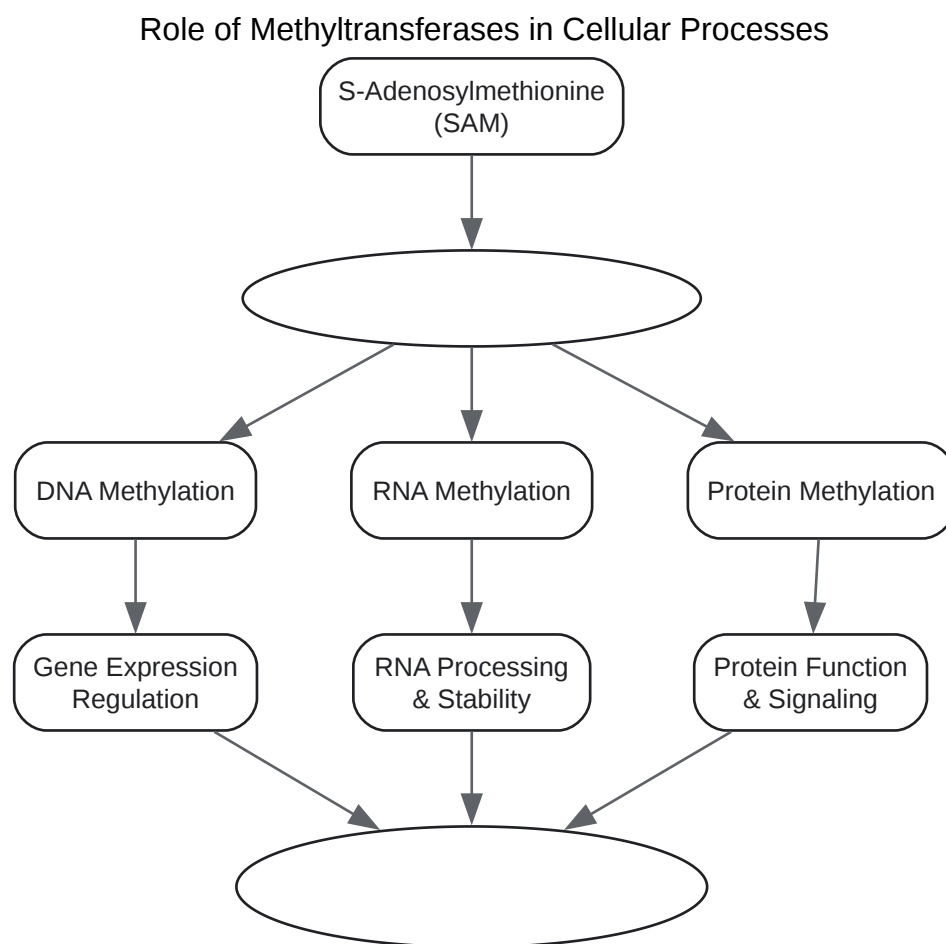 Role of Methyltransferases in Cellular Processes
S-Adenosylmethionine
(SAM)
DNA Methylation
RNA Methylation
Protein Methylation
Gene Expression
Regulation
RNA Processing
& Stability
Protein Function
& Signaling